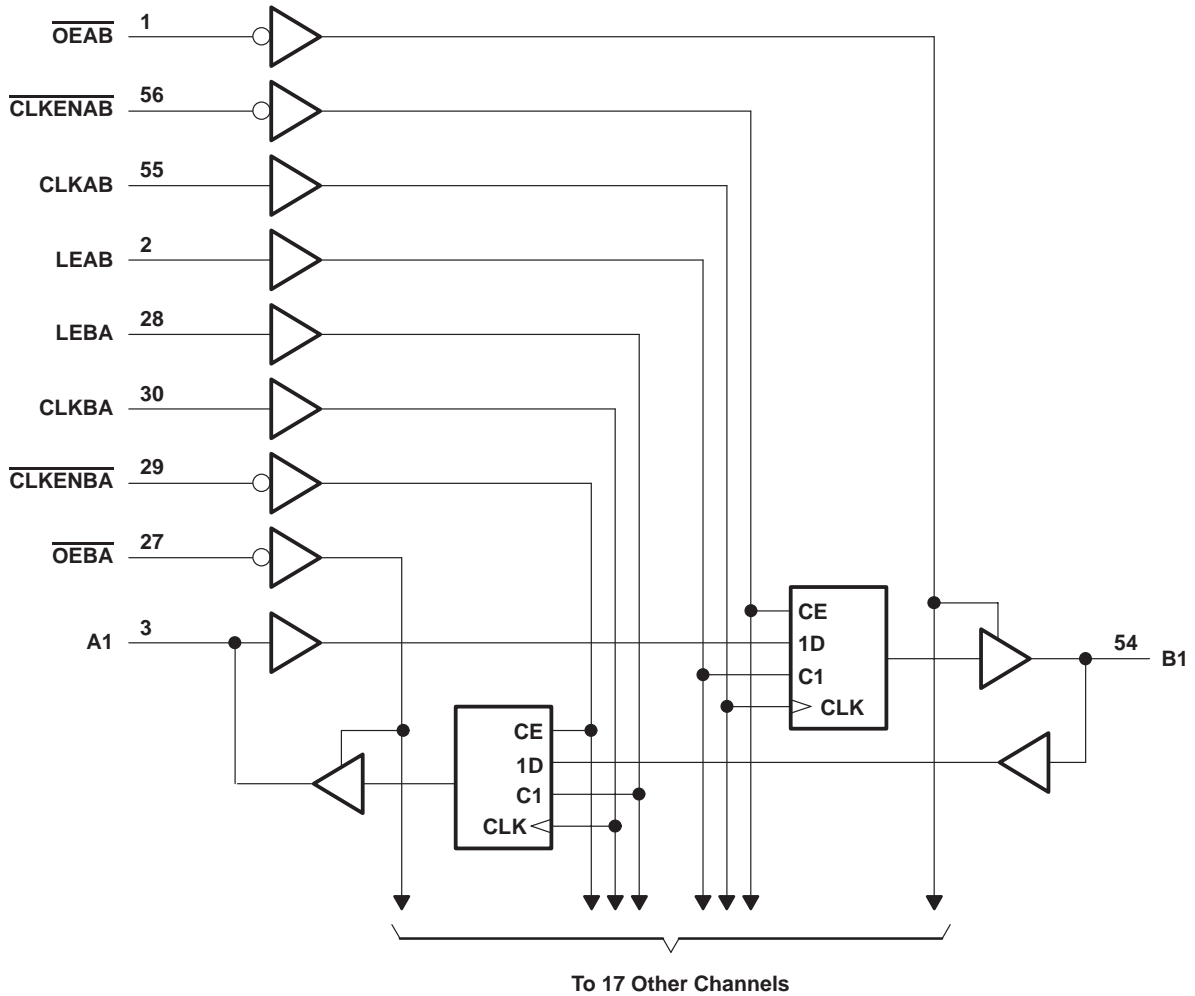 OEAB 1
CLKENAB 56
CLKAB 55
LEAB 2
LEBA 28
CLKBA 30
CLKENBA 29
OEBA 27
A1 3
CE
1D
C1
CLK
54 B1
CE
1D
C1
CLK
To 17 Other Channels